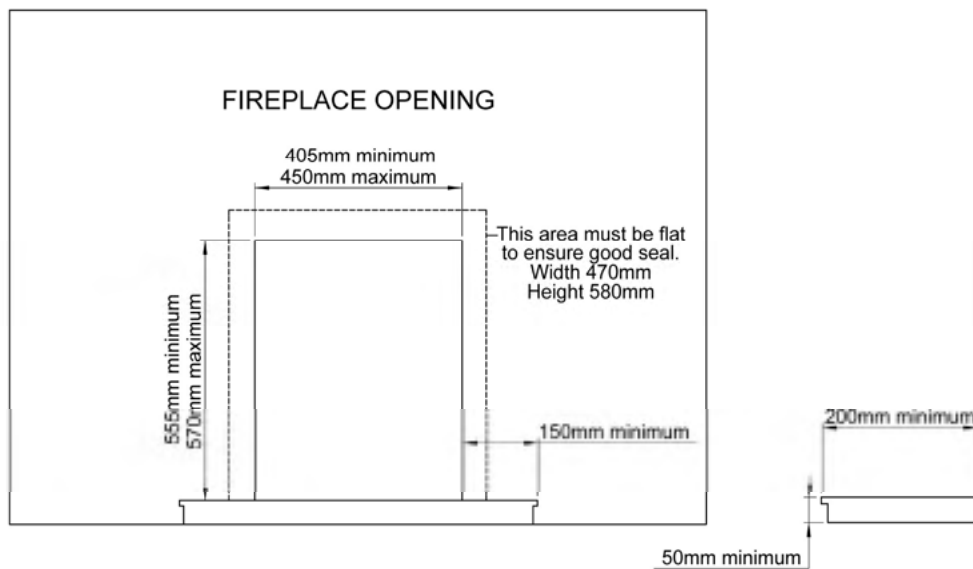 FIREPLACE OPENING
405mm minimum
450mm maximum
This area must be flat
to ensure good seal.
Width 470mm
Height 580mm
555mm minimum
570mm maximum
150mm minimum
200mm minimum
50mm minimum